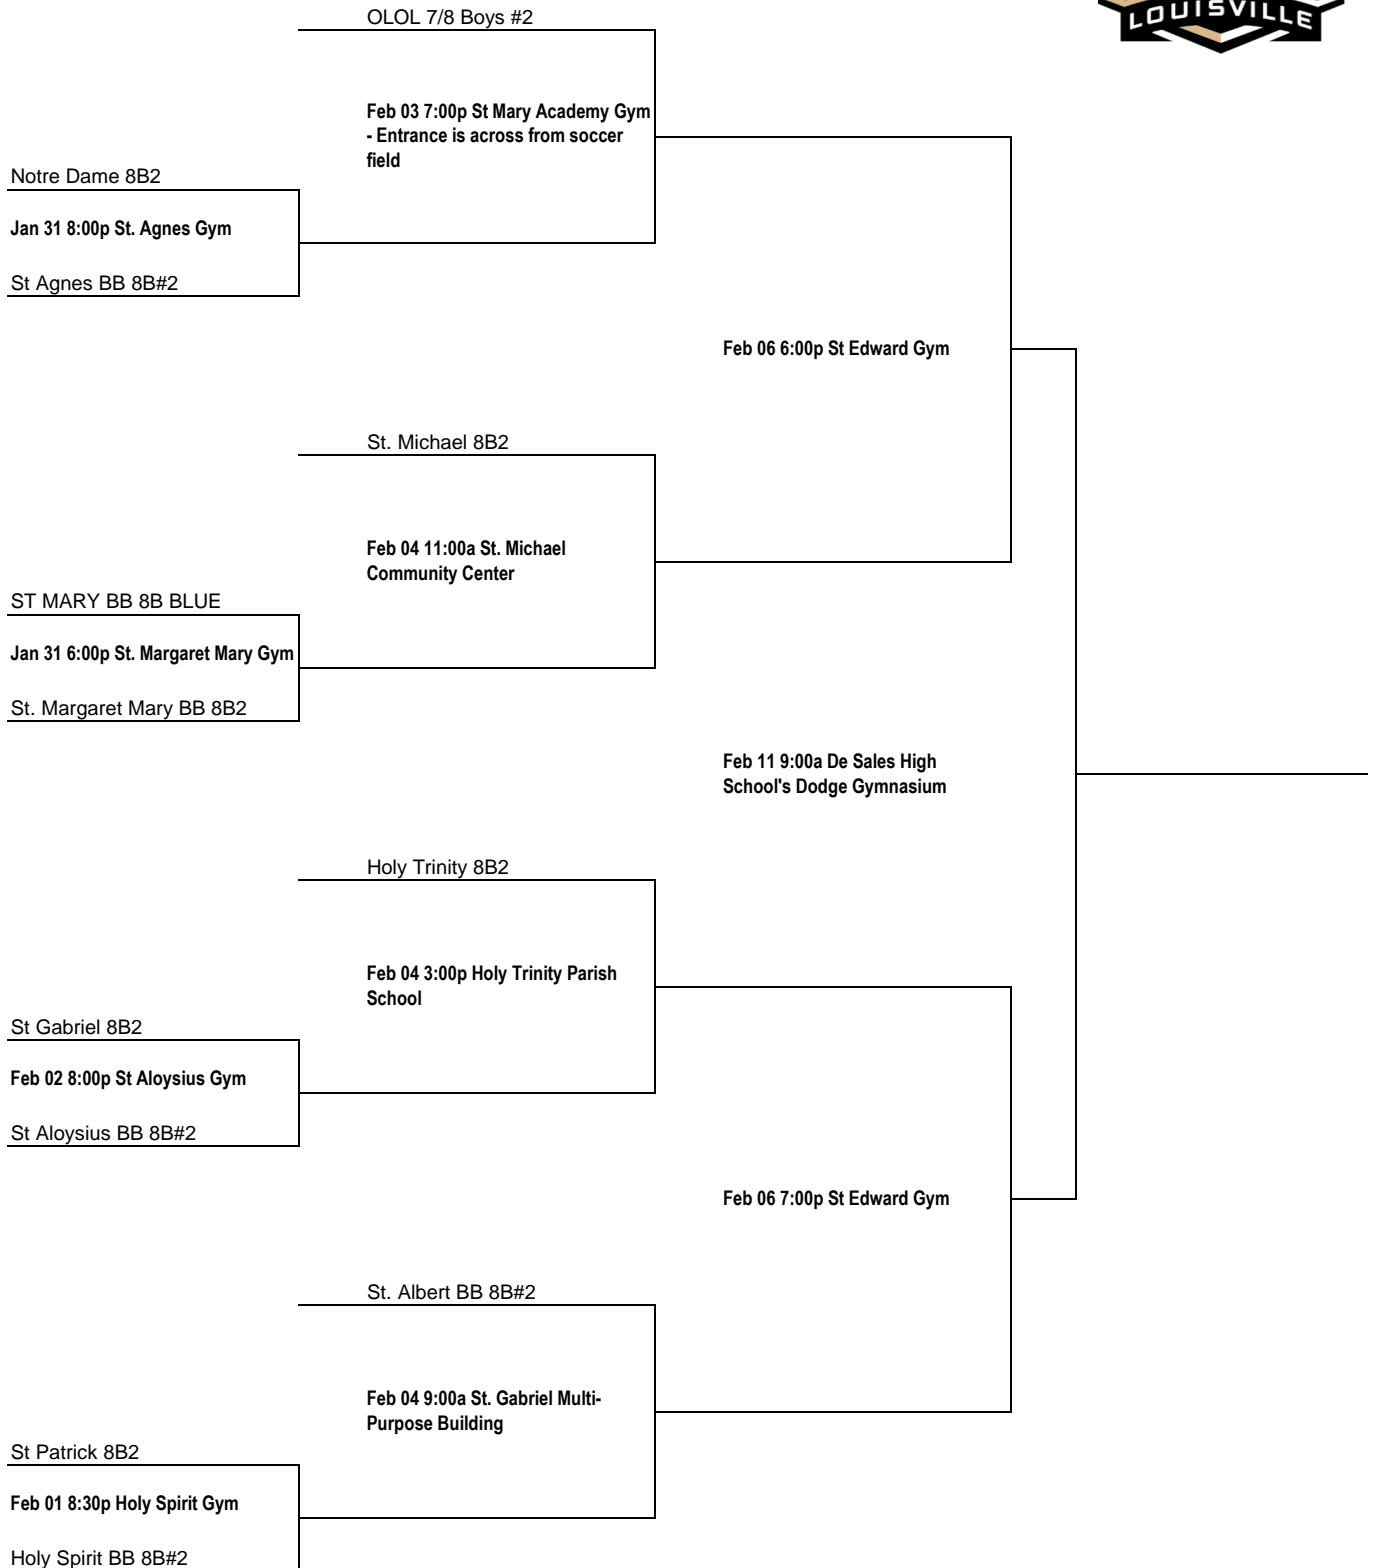 OLOL 7/8 Boys #2
LOUISVILLE
Feb 03 7:00p St Mary Academy Gym
- Entrance is across from soccer
field
Notre Dame 8B2
Jan 31 8:00p St. Agnes Gym
St Agnes BB 8B#2
Feb 06 6:00p St Edward Gym
St. Michael 8B2
Feb 04 11:00a St. Michael
Community Center
ST MARY BB 8B BLUE
Jan 31 6:00p St. Margaret Mary Gym
St. Margaret Mary BB 8B2
Feb 11 9:00a De Sales High
School's Dodge Gymnasium
Holy Trinity 8B2
Feb 04 3:00p Holy Trinity Parish
School
St Gabriel 8B2
Feb 02 8:00p St Aloysius Gym
St Aloysius BB 8B#2
Feb 06 7:00p St Edward Gym
St. Albert BB 8B#2
Feb 04 9:00a St. Gabriel Multi-
Purpose Building
St Patrick 8B2
Feb 01 8:30p Holy Spirit Gym
Holy Spirit BB 8B#2